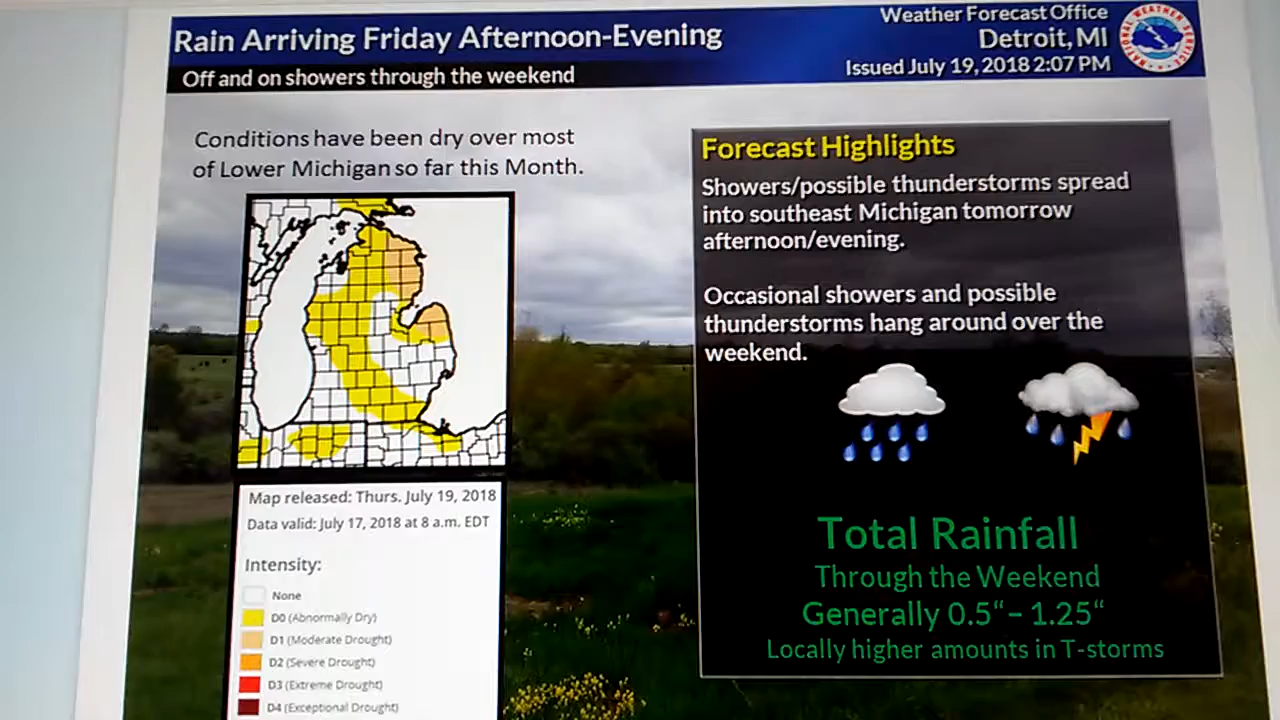 Rain Arriving Friday Afternoon-Evening
Off and on showers through the weekend
Weather Forecast Office
Detroit, MI
Issued July 19, 2018 2:07 PM
NATIONAL WEATHER SERVICE
Conditions have been dry over most
of Lower Michigan so far this Month.
Map released: Thurs. July 19, 2018
Data valid: July 17, 2018 at 8 a.m. EDT
Intensity:
None
D0 (Abnormally Dry)
D1 (Moderate Drought)
D2 (Severe Drought)
D3 (Extreme Drought)
D4 (Exceptional Drought)
Forecast Highlights
Showers/possible thunderstorms spread
into southeast Michigan tomorrow
afternoon/evening.
Occasional showers and possible
thunderstorms hang around over the
weekend.
Total Rainfall
Through the Weekend
Generally 0.5“– 1.25“
Locally higher amounts in T-storms